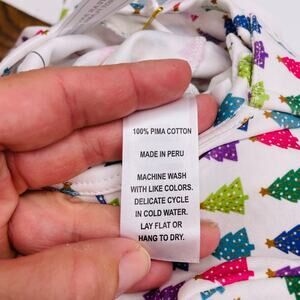 100% PIMA COTTON
MADE IN PERU
MACHINE WASH
WITH LIKE COLORS.
DELICATE CYCLE
IN COLD WATER.
LAY FLAT OR
HANG TO DRY.